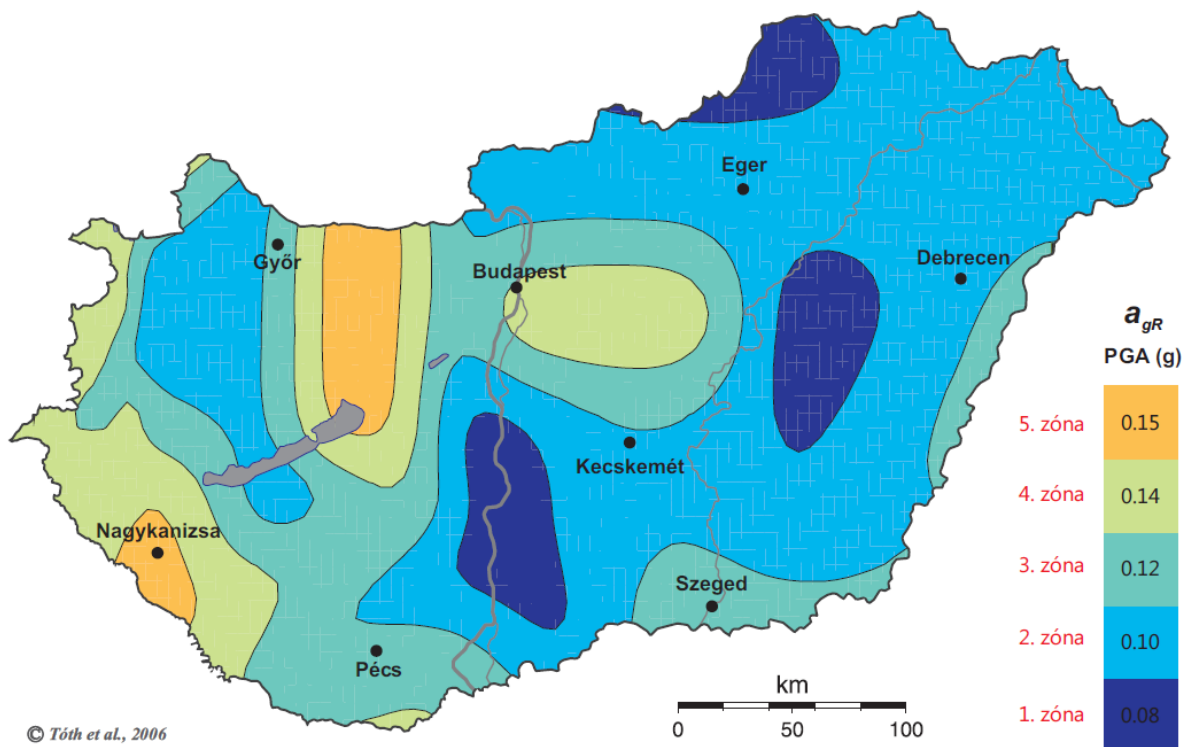 Eger
Győr
Budapest
Debrecen
a_gR
PGA (g)
5. zóna 0.15
Kecskemét
4. zóna 0.14
Nagykanizsa
3. zóna 0.12
Szeged
2. zóna 0.10
Pécs
km
1. zóna 0.08
0 50 100
© Tóth et al., 2006